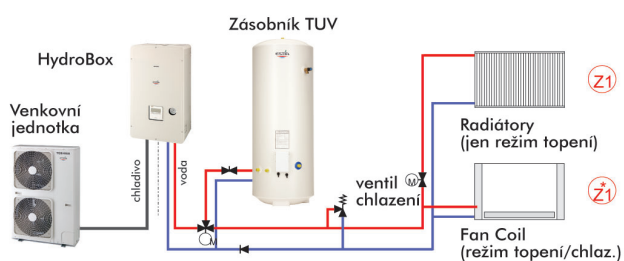 Zásobník TUV
HydroBox
Venkovní
jednotka
chladivo
voda
M
ventil
chlazení
M
Z1
Radiátory
(jen režim topení)
Z1*
Fan Coil
(režim topení/chlaz.)